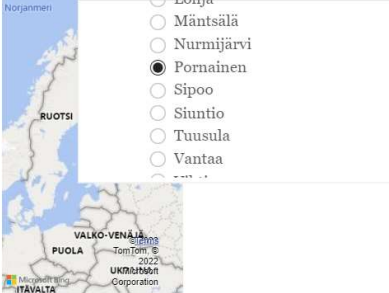 Norjanmeri
Lohja
Mäntsälä
Nurmijärvi
Pornainen
Sipoo
Siuntio
Tuusula
Vantaa
RUOTSI
VALKO-VENÄJÄ
PUOLA
TomTom, ©
2022
Microsoft
Corporation
Microsoft Bing
ITÄVALTA